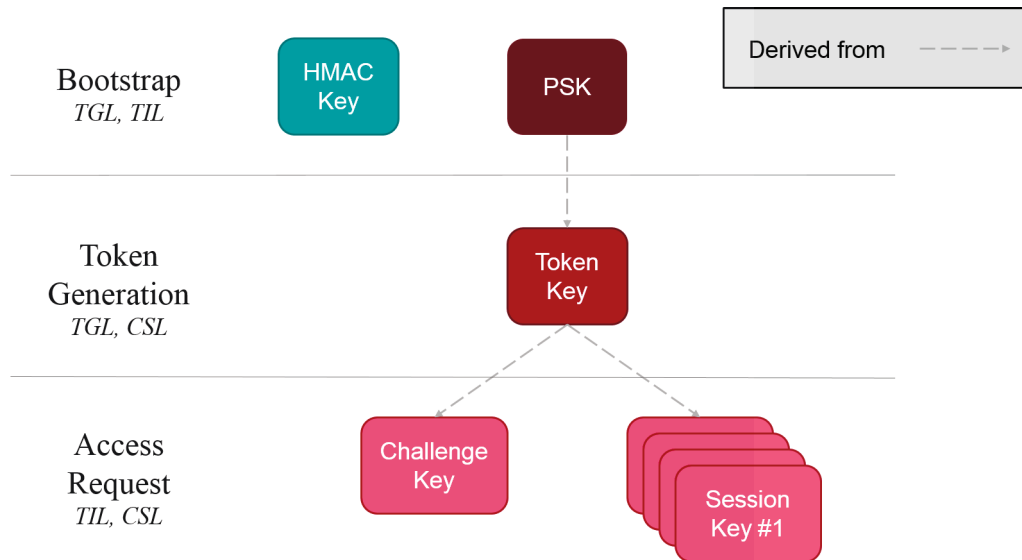 Derived from
Bootstrap
TGL, TIL
HMAC
Key
PSK
Token
Generation
TGL, CSL
Token
Key
Access
Request
TIL, CSL
Challenge
Key
Session
Key #1